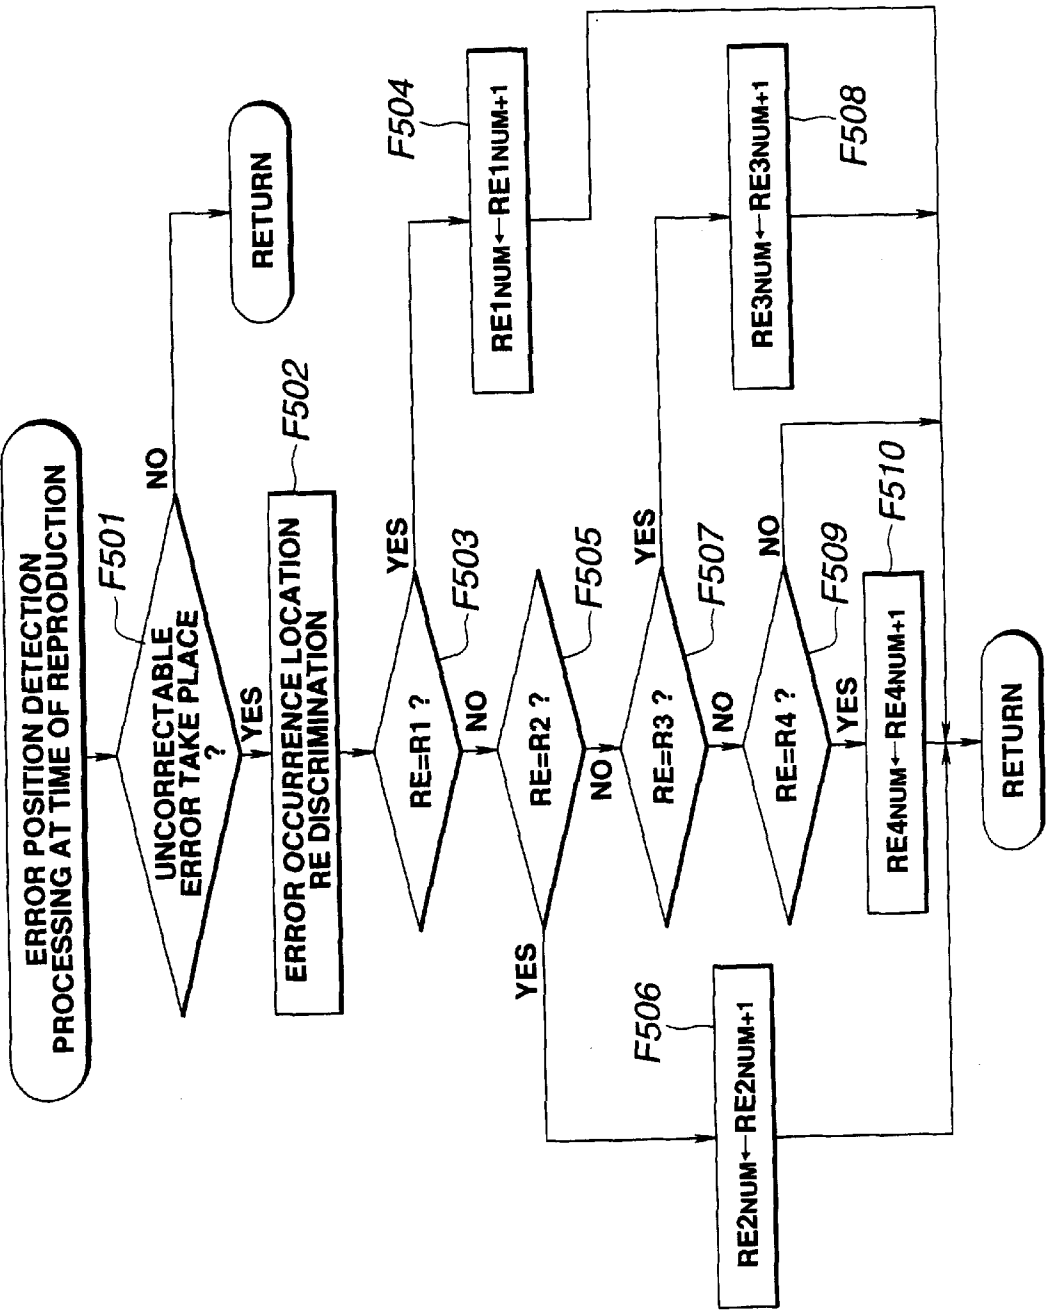 ERROR POSITION DETECTION
PROCESSING AT TIME OF REPRODUCTION
F501
UNCORRECTABLE
ERROR TAKE PLACE
?
NO
RETURN
YES
F502
ERROR OCCURRENCE LOCATION
RE DISCRIMINATION
RE=R1 ?
F503
YES
F504
RE1NUM←RE1NUM+1
NO
RE=R2 ?
F505
YES
F506
RE2NUM←RE2NUM+1
NO
RE=R3 ?
F507
YES
RE3NUM←RE3NUM+1
F508
NO
RE=R4 ?
F509
NO
YES
F510
RE4NUM←RE4NUM+1
RETURN